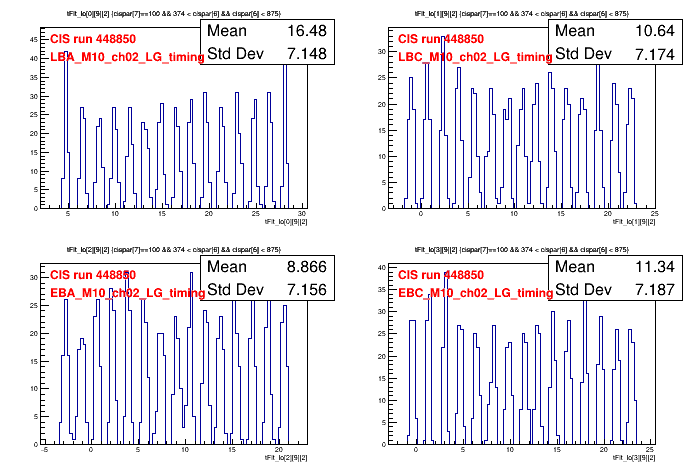 tFit_lo[0][9][2] {cispar[7]==100 && 374 < cispar[6] && cispar[6] < 875}
CIS run 448850
LBA_M10_ch02_LG_timing
Mean 16.48
Std Dev 7.148
0 5 10 15 20 25 30 35 40 45
5 10 15 20 25 30
tFit_lo[0][9][2]
tFit_lo[1][9][2] {cispar[7]==100 && 374 < cispar[6] && cispar[6] < 875}
CIS run 448850
LBC_M10_ch02_LG_timing
Mean 10.64
Std Dev 7.174
0 5 10 15 20 25 30
0 5 10 15 20 25
tFit_lo[1][9][2]
tFit_lo[2][9][2] {cispar[7]==100 && 374 < cispar[6] && cispar[6] < 875}
CIS run 448850
EBA_M10_ch02_LG_timing
Mean 8.866
Std Dev 7.156
0 5 10 15 20 25 30
-5 0 5 10 15 20
tFit_lo[2][9][2]
tFit_lo[3][9][2] {cispar[7]==100 && 374 < cispar[6] && cispar[6] < 875}
CIS run 448850
EBC_M10_ch02_LG_timing
Mean 11.34
Std Dev 7.187
0 5 10 15 20 25 30 35 40
0 5 10 15 20 25
tFit_lo[3][9][2]